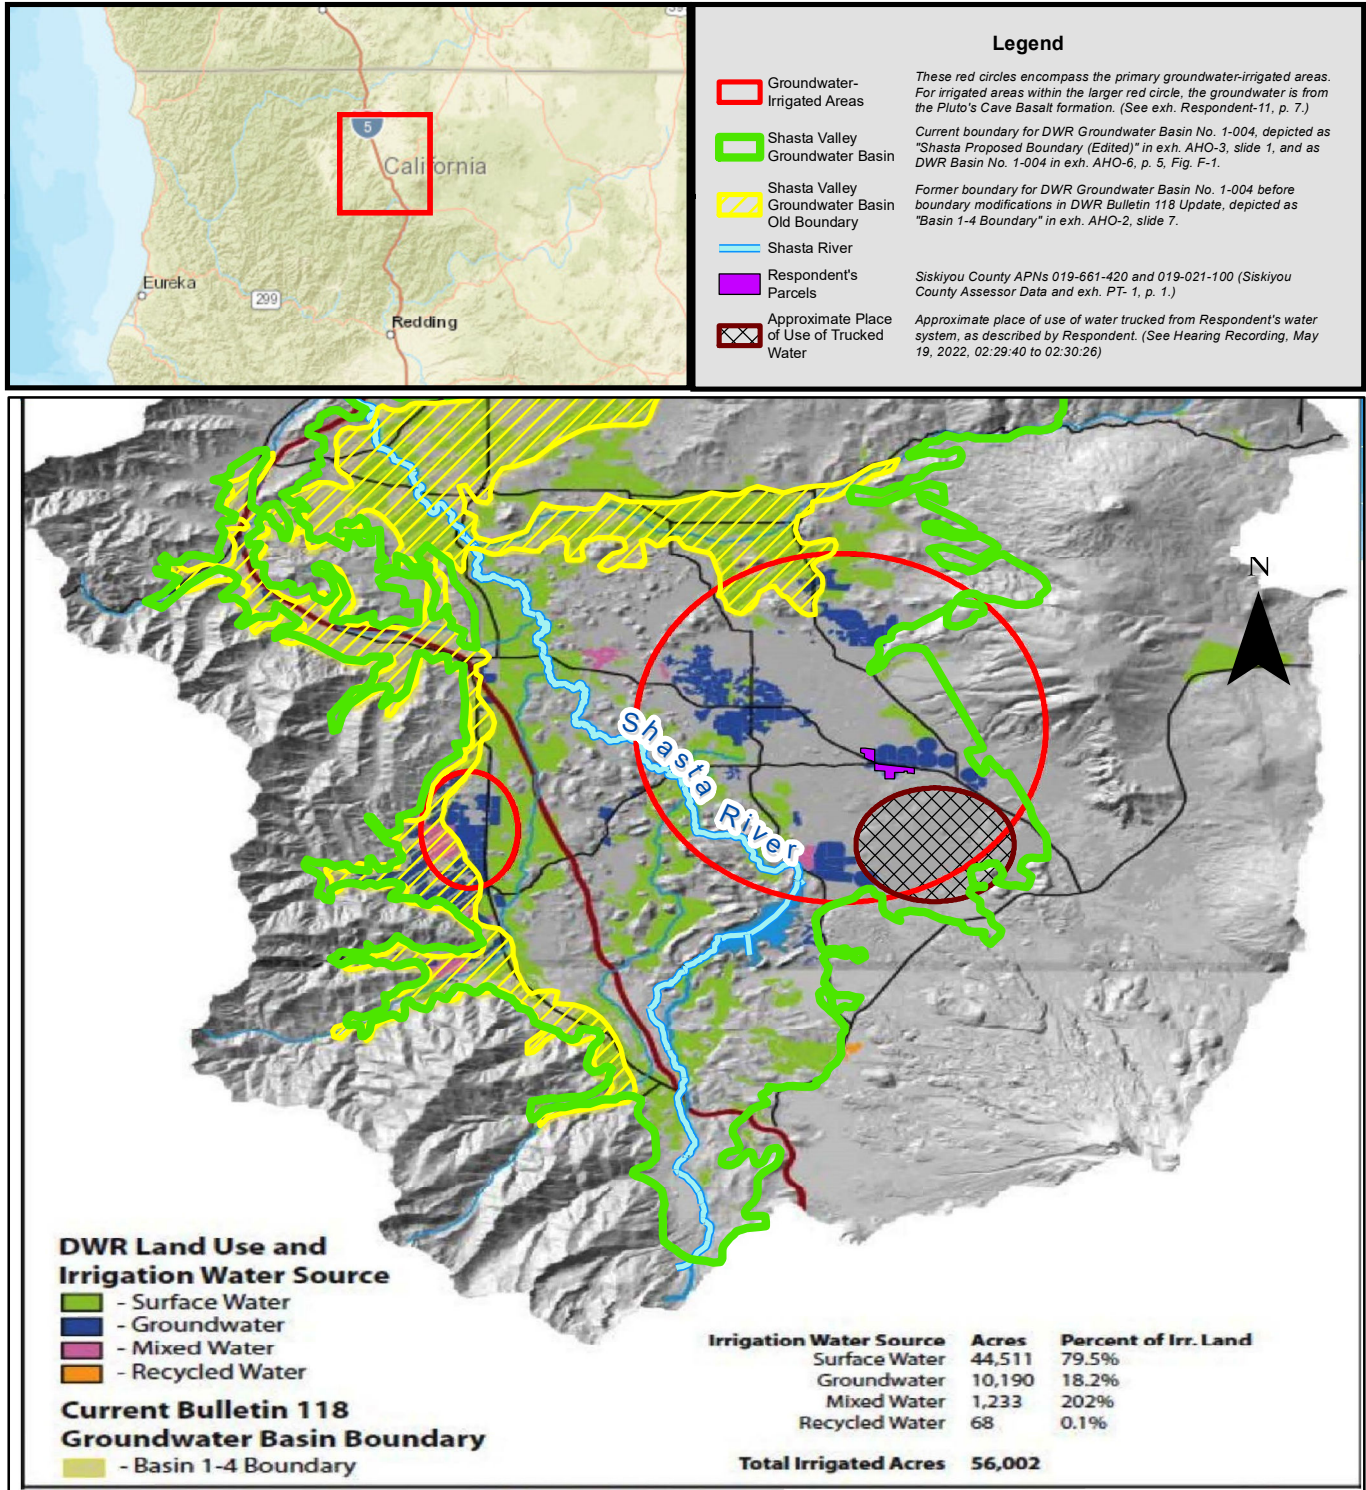 39
5
California
Eureka
299
Redding
Legend
Groundwater-
Irrigated Areas
These red circles encompass the primary groundwater-irrigated areas.
For irrigated areas within the larger red circle, the groundwater is from
the Pluto's Cave Basalt formation. (See exh. Respondent-11, p. 7.)
Shasta Valley
Groundwater Basin
Current boundary for DWR Groundwater Basin No. 1-004, depicted as
"Shasta Proposed Boundary (Edited)" in exh. AHO-3, slide 1, and as
DWR Basin No. 1-004 in exh. AHO-6, p. 5, Fig. F-1.
Shasta Valley
Groundwater Basin
Old Boundary
Former boundary for DWR Groundwater Basin No. 1-004 before
boundary modifications in DWR Bulletin 118 Update, depicted as
"Basin 1-4 Boundary" in exh. AHO-2, slide 7.
Shasta River
Respondent's
Parcels
Siskiyou County APNs 019-661-420 and 019-021-100 (Siskiyou
County Assessor Data and exh. PT- 1, p. 1.)
Approximate Place
of Use of Trucked
Water
Approximate place of use of water trucked from Respondent's water
system, as described by Respondent. (See Hearing Recording, May
19, 2022, 02:29:40 to 02:30:26)
N
Shasta River
DWR Land Use and
Irrigation Water Source
- Surface Water
- Groundwater
- Mixed Water
- Recycled Water
Current Bulletin 118
Groundwater Basin Boundary
- Basin 1-4 Boundary
Irrigation Water Source Acres Percent of Irr. Land
Surface Water 44,511 79.5%
Groundwater 10,190 18.2%
Mixed Water 1,233 202%
Recycled Water 68 0.1%
Total Irrigated Acres 56,002